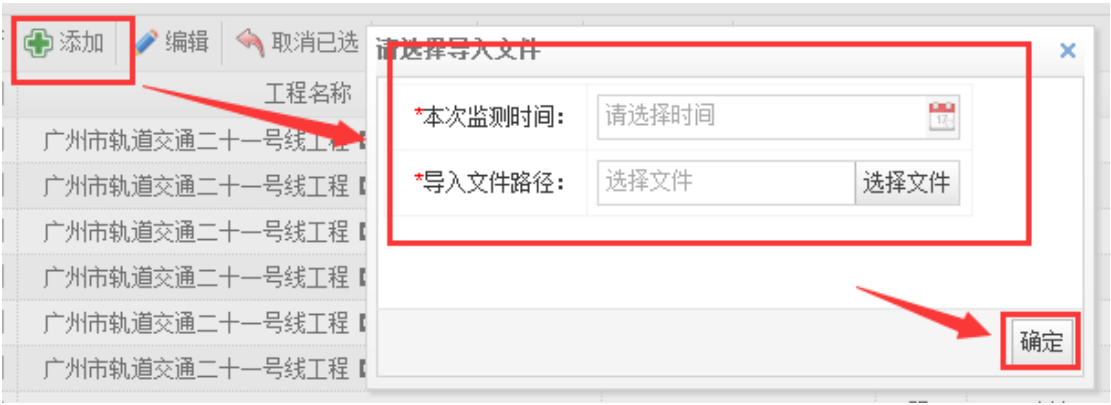 添加 编辑 取消已选
请选择导入文件
工程名称
*本次监测时间: 请选择时间
广州市轨道交通二十一号线工程
*导入文件路径: 选择文件 选择文件
广州市轨道交通二十一号线工程
广州市轨道交通二十一号线工程
广州市轨道交通二十一号线工程
广州市轨道交通二十一号线工程
确定
广州市轨道交通二十一号线工程